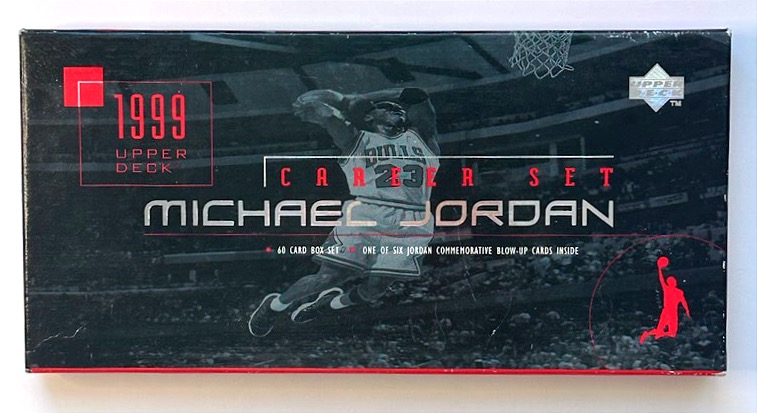 1999
UPPER
DECK
UPPER
DECK
TM
BULLS
23
CAREER SET
MICHAEL JORDAN
60 CARD BOX SET ONE OF SIX JORDAN COMMEMORATIVE BLOW-UP CARDS INSIDE